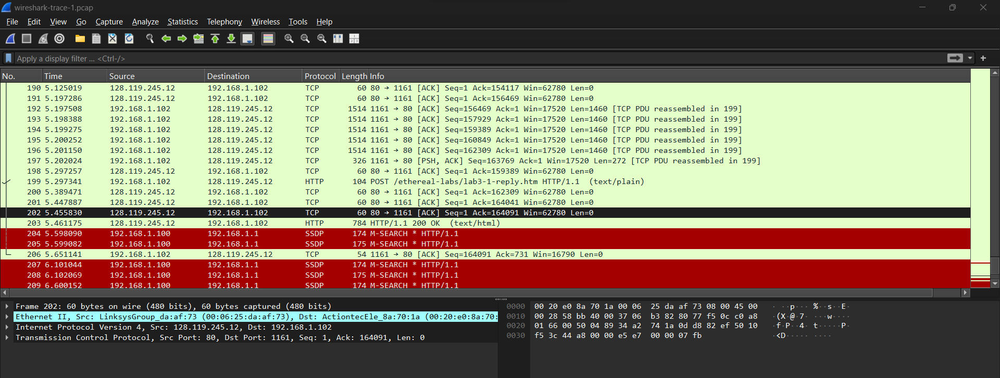 wireshark-trace-1.pcap
File Edit View Go Capture Analyze Statistics Telephony Wireless Tools Help
Apply a display filter ... <Ctrl-/>
No. Time Source Destination Protocol Length Info
190 5.125019 128.119.245.12 192.168.1.102 TCP 60 80 → 1161 [ACK] Seq=1 Ack=154117 Win=62780 Len=0
191 5.197286 128.119.245.12 192.168.1.102 TCP 60 80 → 1161 [ACK] Seq=1 Ack=156469 Win=62780 Len=0
192 5.197508 192.168.1.102 128.119.245.12 TCP 1514 1161 → 80 [ACK] Seq=156469 Ack=1 Win=17520 Len=1460 [TCP PDU reassembled in 199]
193 5.198388 192.168.1.102 128.119.245.12 TCP 1514 1161 → 80 [ACK] Seq=157929 Ack=1 Win=17520 Len=1460 [TCP PDU reassembled in 199]
194 5.199275 192.168.1.102 128.119.245.12 TCP 1514 1161 → 80 [ACK] Seq=159389 Ack=1 Win=17520 Len=1460 [TCP PDU reassembled in 199]
195 5.200252 192.168.1.102 128.119.245.12 TCP 1514 1161 → 80 [ACK] Seq=160849 Ack=1 Win=17520 Len=1460 [TCP PDU reassembled in 199]
196 5.201150 192.168.1.102 128.119.245.12 TCP 1514 1161 → 80 [ACK] Seq=162309 Ack=1 Win=17520 Len=1460 [TCP PDU reassembled in 199]
197 5.202024 192.168.1.102 128.119.245.12 TCP 326 1161 → 80 [PSH, ACK] Seq=163769 Ack=1 Win=17520 Len=272 [TCP PDU reassembled in 199]
198 5.297257 128.119.245.12 192.168.1.102 TCP 60 80 → 1161 [ACK] Seq=1 Ack=159389 Win=62780 Len=0
199 5.297341 192.168.1.102 128.119.245.12 HTTP 104 POST /ethereal-labs/lab3-1-reply.htm HTTP/1.1 (text/plain)
200 5.389471 128.119.245.12 192.168.1.102 TCP 60 80 → 1161 [ACK] Seq=1 Ack=162309 Win=62780 Len=0
201 5.447887 128.119.245.12 192.168.1.102 TCP 60 80 → 1161 [ACK] Seq=1 Ack=164041 Win=62780 Len=0
202 5.455830 128.119.245.12 192.168.1.102 TCP 60 80 → 1161 [ACK] Seq=1 Ack=164091 Win=62780 Len=0
203 5.461175 128.119.245.12 192.168.1.102 HTTP 784 HTTP/1.1 200 OK (text/html)
204 5.598090 192.168.1.100 192.168.1.1 SSDP 174 M-SEARCH * HTTP/1.1
205 5.599082 192.168.1.100 192.168.1.1 SSDP 175 M-SEARCH * HTTP/1.1
206 5.651141 192.168.1.102 128.119.245.12 TCP 54 1161 → 80 [ACK] Seq=164091 Ack=731 Win=16790 Len=0
207 6.101044 192.168.1.100 192.168.1.1 SSDP 174 M-SEARCH * HTTP/1.1
208 6.102069 192.168.1.100 192.168.1.1 SSDP 175 M-SEARCH * HTTP/1.1
209 6.600152 192.168.1.100 192.168.1.1 SSDP 174 M-SEARCH * HTTP/1.1
Frame 202: 60 bytes on wire (480 bits), 60 bytes captured (480 bits)
Ethernet II, Src: LinksysGroup_da:af:73 (00:06:25:da:af:73), Dst: ActiontecEle_8a:70:1a (00:20:e0:8a:70:
Internet Protocol Version 4, Src: 128.119.245.12, Dst: 192.168.1.102
Transmission Control Protocol, Src Port: 80, Dst Port: 1161, Seq: 1, Ack: 164091, Len: 0
0000 00 20 e0 8a 70 1a 00 06 25 da af 73 08 00 45 00 · ··p··· %··s··E·
0010 00 28 58 bb 40 00 37 06 b3 82 80 77 f5 0c c0 a8 ·(X·@·7· ···w····
0020 01 66 00 50 04 89 34 a2 74 1a 0d d8 82 ef 50 10 ·f·P··4· t·····P·
0030 f5 3c 44 a8 00 00 e5 e7 00 00 07 fb ·<D····· ····